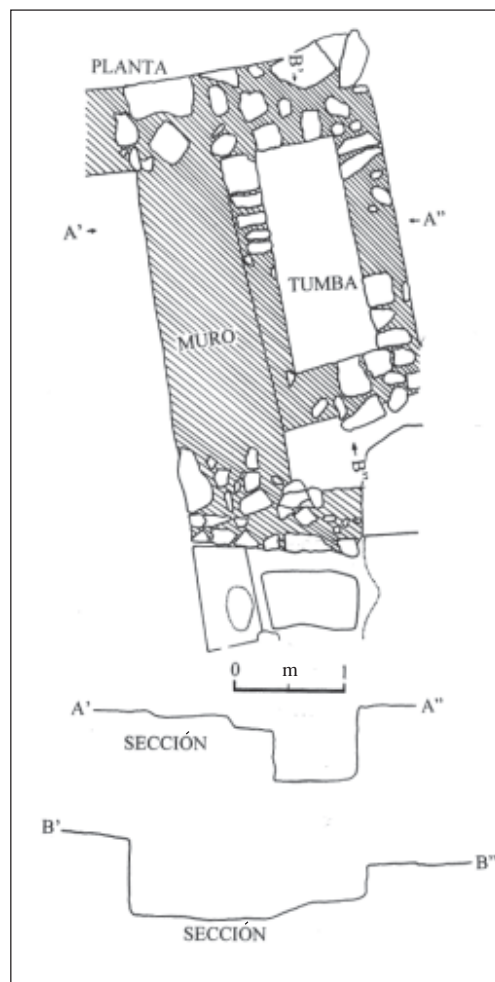 PLANTA
B'
A' A"
TUMBA
MURO
B"
0 m 1
A' A"
SECCIÓN
B' B"
SECCIÓN